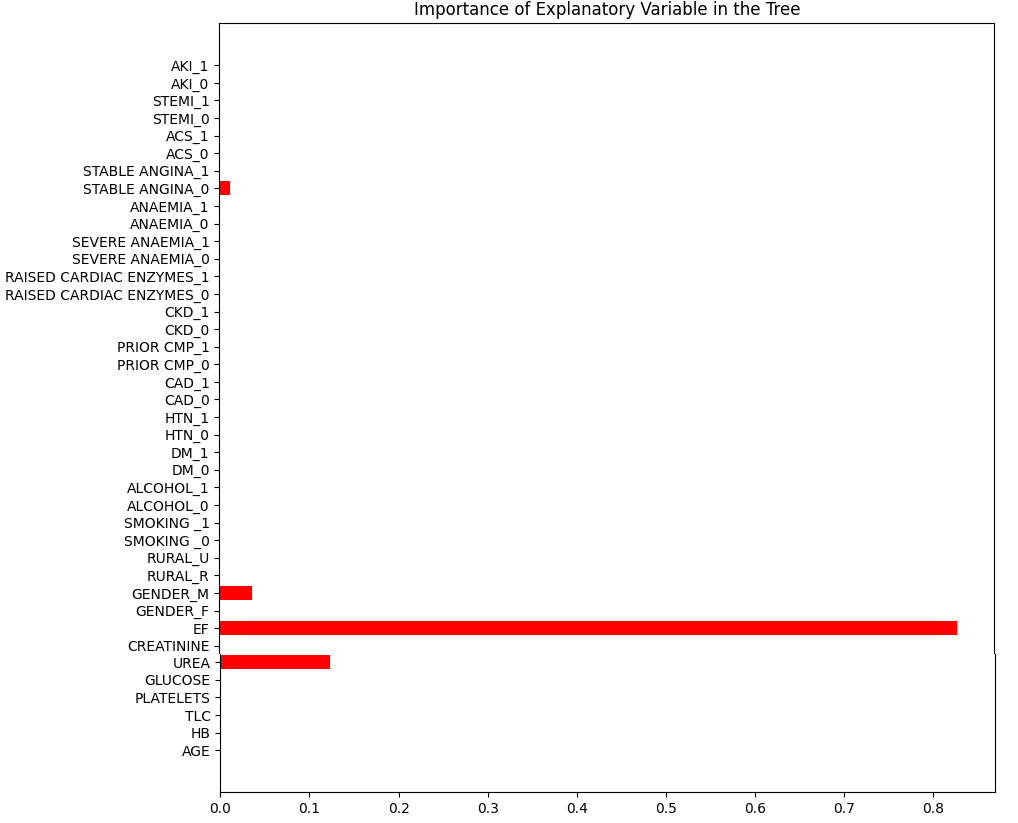 Importance of Explanatory Variable in the Tree
AKI_1
AKI_0
STEMI_1
STEMI_0
ACS_1
ACS_0
STABLE ANGINA_1
STABLE ANGINA_0
ANAEMIA_1
ANAEMIA_0
SEVERE ANAEMIA_1
SEVERE ANAEMIA_0
RAISED CARDIAC ENZYMES_1
RAISED CARDIAC ENZYMES_0
CKD_1
CKD_0
PRIOR CMP_1
PRIOR CMP_0
CAD_1
CAD_0
HTN_1
HTN_0
DM_1
DM_0
ALCOHOL_1
ALCOHOL_0
SMOKING _1
SMOKING _0
RURAL_U
RURAL_R
GENDER_M
GENDER_F
EF
CREATININE
UREA
GLUCOSE
PLATELETS
TLC
HB
AGE
0.0 0.1 0.2 0.3 0.4 0.5 0.6 0.7 0.8